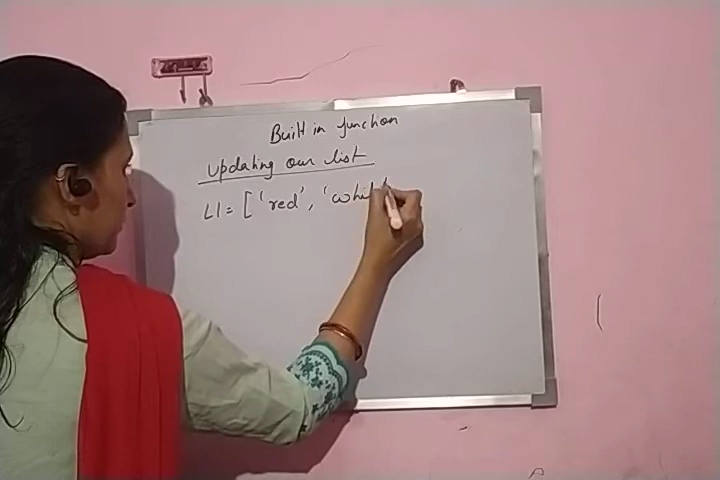 Built in function
updating our list
L1 = ['red', 'whit